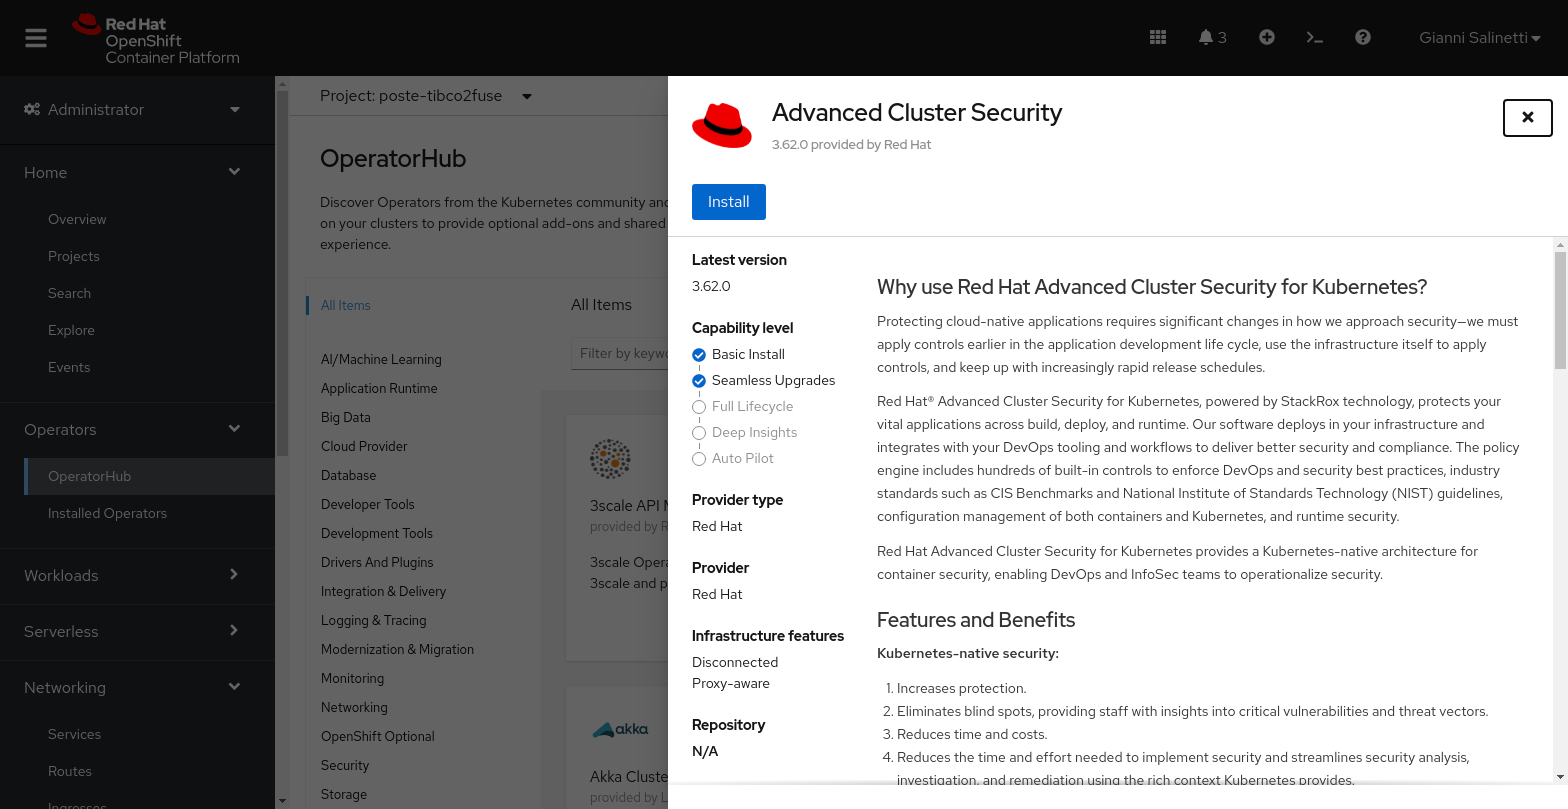 Red Hat
OpenShift
Container Platform
3
Gianni Salinetti
Administrator
Home
Overview
Projects
Search
Explore
Events
Operators
OperatorHub
Installed Operators
Workloads
Serverless
Networking
Services
Routes
Ingresses
Project: poste-tibco2fuse
OperatorHub
Discover Operators from the Kubernetes community and
on your clusters to provide optional add-ons and shared
experience.
All Items
AI/Machine Learning
Application Runtime
Big Data
Cloud Provider
Database
Developer Tools
Development Tools
Drivers And Plugins
Integration & Delivery
Logging & Tracing
Modernization & Migration
Monitoring
Networking
OpenShift Optional
Security
Storage
All Items
Filter by keywo
3scale API M
provided by R
3scale Opera
3scale and p
akka
Akka Cluste
provided by L
Advanced Cluster Security
3.62.0 provided by Red Hat
Install
Latest version
3.62.0
Capability level
Basic Install
Seamless Upgrades
Full Lifecycle
Deep Insights
Auto Pilot
Provider type
Red Hat
Provider
Red Hat
Infrastructure features
Disconnected
Proxy-aware
Repository
N/A
Why use Red Hat Advanced Cluster Security for Kubernetes?
Protecting cloud-native applications requires significant changes in how we approach security—we must
apply controls earlier in the application development life cycle, use the infrastructure itself to apply
controls, and keep up with increasingly rapid release schedules.
Red Hat® Advanced Cluster Security for Kubernetes, powered by StackRox technology, protects your
vital applications across build, deploy, and runtime. Our software deploys in your infrastructure and
integrates with your DevOps tooling and workflows to deliver better security and compliance. The policy
engine includes hundreds of built-in controls to enforce DevOps and security best practices, industry
standards such as CIS Benchmarks and National Institute of Standards Technology (NIST) guidelines,
configuration management of both containers and Kubernetes, and runtime security.
Red Hat Advanced Cluster Security for Kubernetes provides a Kubernetes-native architecture for
container security, enabling DevOps and InfoSec teams to operationalize security.
Features and Benefits
Kubernetes-native security:
1. Increases protection.
2. Eliminates blind spots, providing staff with insights into critical vulnerabilities and threat vectors.
3. Reduces time and costs.
4. Reduces the time and effort needed to implement security and streamlines security analysis,
investigation, and remediation using the rich context Kubernetes provides.